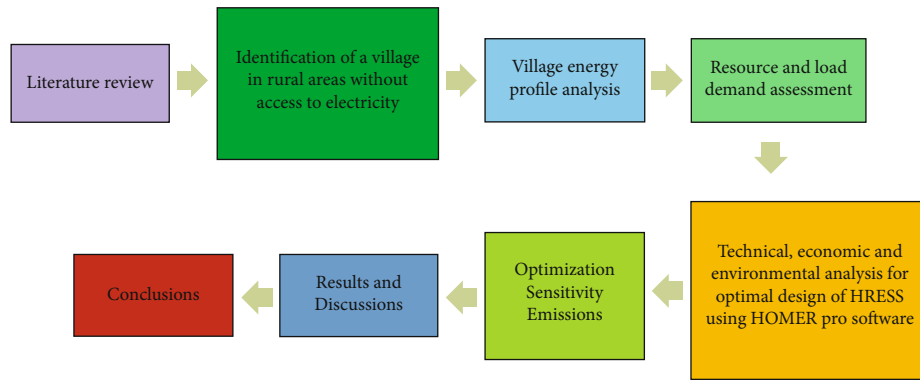 Literature review
Identification of a village
in rural areas without
access to electricity
Village energy
profile analysis
Resource and load
demand assessment
Technical, economic and
environmental analysis for
optimal design of HRESS
using HOMER pro software
Optimization
Sensitivity
Emissions
Results and
Discussions
Conclusions